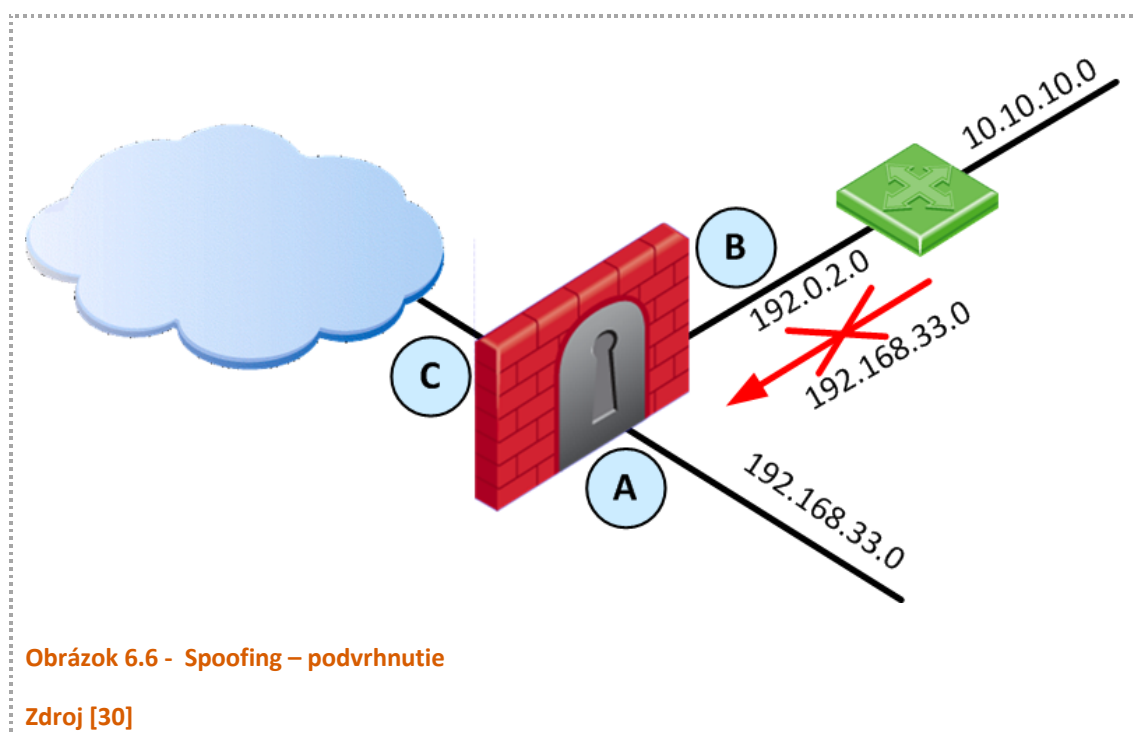 10.10.10.0
B
192.0.2.0
192.168.33.0
C
A
192.168.33.0
Obrázok 6.6 - Spoofing – podvrhnutie
Zdroj [30]